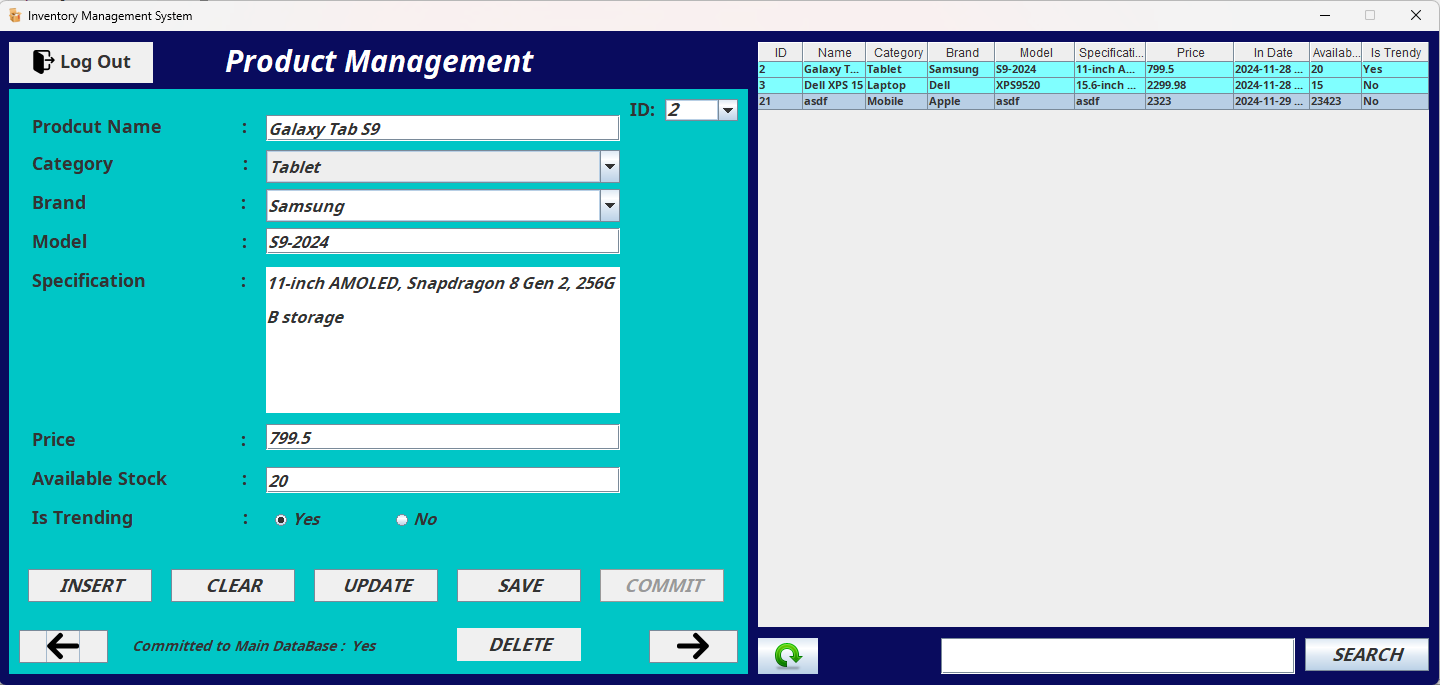 Inventory Management System
Log Out
Product Management
ID: 2
Prodcut Name : Galaxy Tab S9
Category : Tablet
Brand : Samsung
Model : S9-2024
Specification : 11-inch AMOLED, Snapdragon 8 Gen 2, 256G
B storage
Price : 799.5
Available Stock : 20
Is Trending : Yes No
INSERT CLEAR UPDATE SAVE COMMIT
Committed to Main DataBase : Yes
DELETE
ID Name Category Brand Model Specificati... Price In Date Availab... Is Trendy
2 Galaxy T... Tablet Samsung S9-2024 11-inch A... 799.5 2024-11-28 ... 20 Yes
3 Dell XPS 15 Laptop Dell XPS9520 15.6-inch ... 2299.98 2024-11-28 ... 15 No
21 asdf Mobile Apple asdf asdf 2323 2024-11-29 ... 23423 No
SEARCH